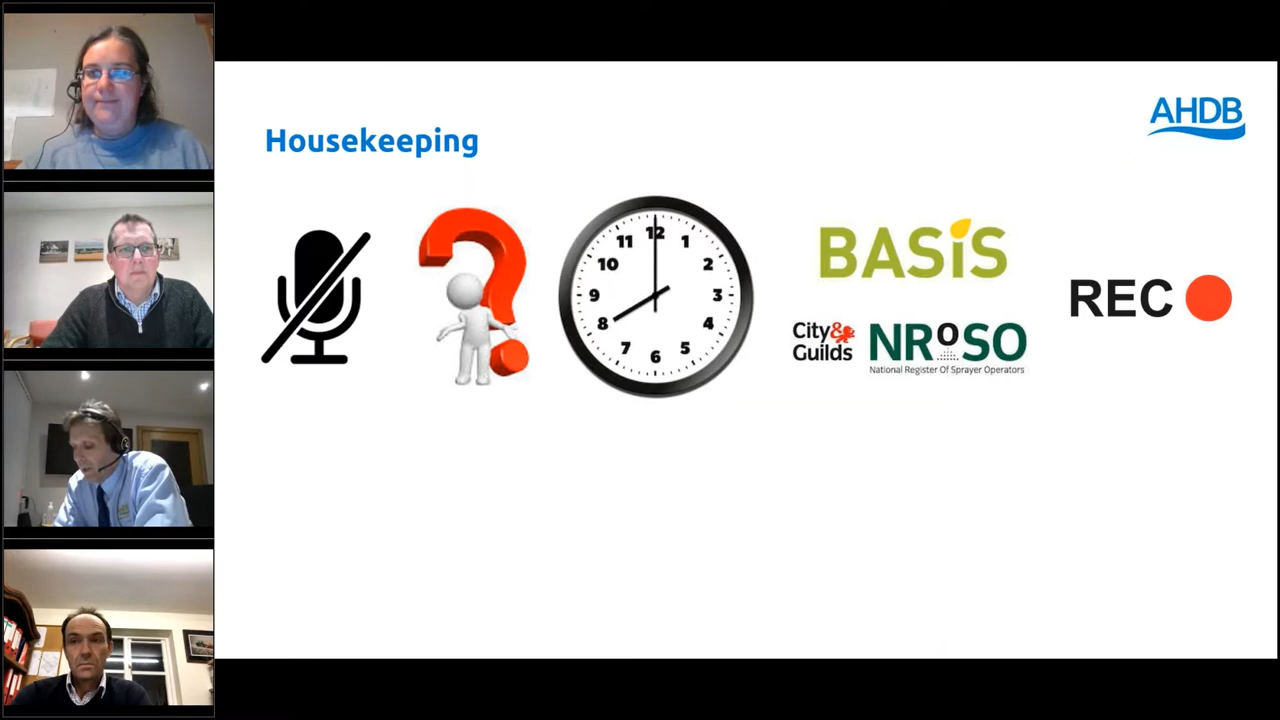 AHDB
Housekeeping
12
11
1
10
2
9
3
8
4
7
5
6
BASiS
REC
City&
Guilds
NRoSO
National Register Of Sprayer Operators